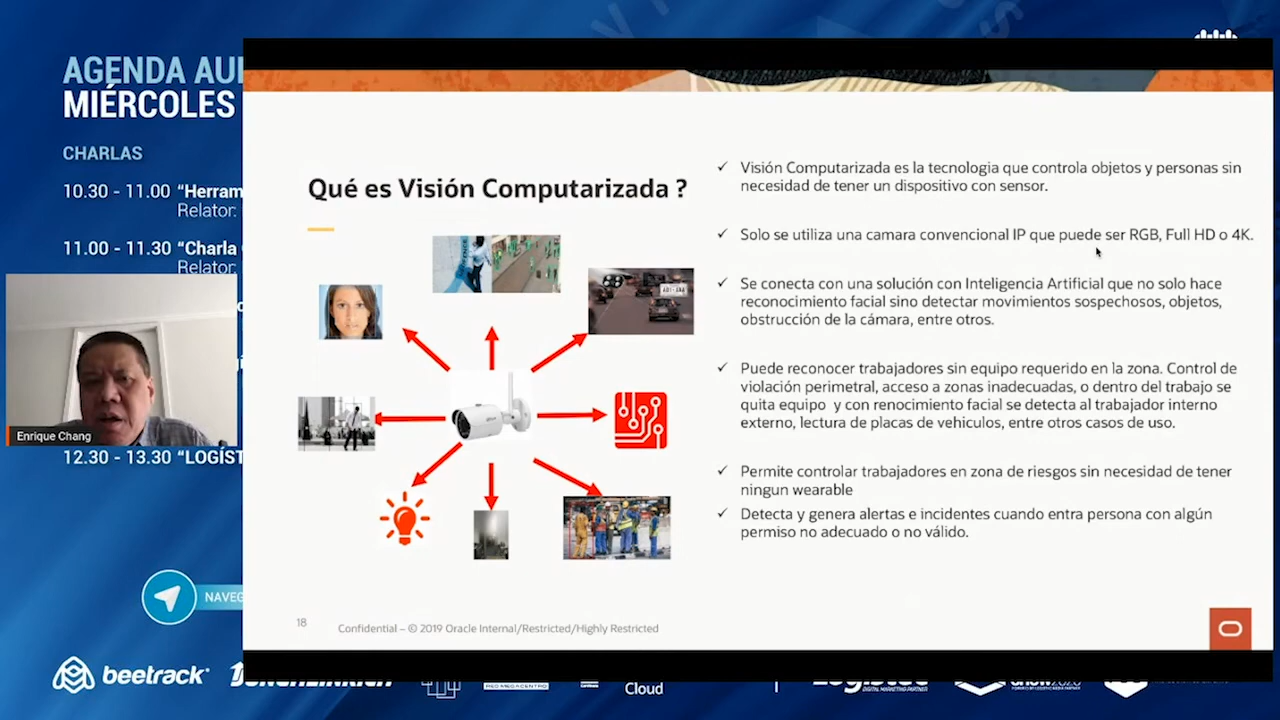 AGENDA AU
MIÉRCOLES
CHARLAS
10.30 - 11.00 “Herram
Relator:
11.00 - 11.30 “Charla
Relator:
Enrique Chang
12.30 - 13.30 “LOGÍST
NAVEG
beetrack
Qué es Visión Computarizada ?
✓ Visión Computarizada es la tecnologia que controla objetos y personas sin
necesidad de tener un dispositivo con sensor.
✓ Solo se utiliza una camara convencional IP que puede ser RGB, Full HD o 4K.
✓ Se conecta con una solución con Inteligencia Artificial que no solo hace
reconocimiento facial sino detectar movimientos sospechosos, objetos,
obstrucción de la cámara, entre otros.
✓ Puede reconocer trabajadores sin equipo requerido en la zona. Control de
violación perimetral, acceso a zonas inadecuadas, o dentro del trabajo se
quita equipo y con renocimiento facial se detecta al trabajador interno
externo, lectura de placas de vehiculos, entre otros casos de uso.
✓ Permite controlar trabajadores en zona de riesgos sin necesidad de tener
ningun wearable
✓ Detecta y genera alertas e incidentes cuando entra persona con algún
permiso no adecuado o no válido.
18
Confidential – © 2019 Oracle Internal/Restricted/Highly Restricted
RED MEGACENTRO
Cloud